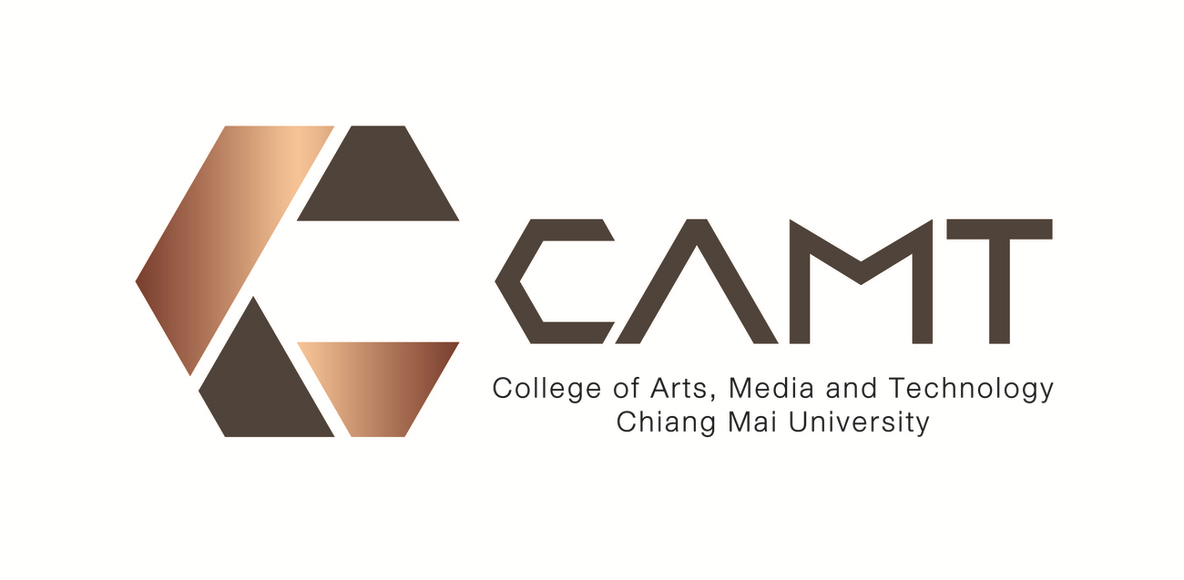 CAMT
College of Arts, Media and Technology
Chiang Mai University